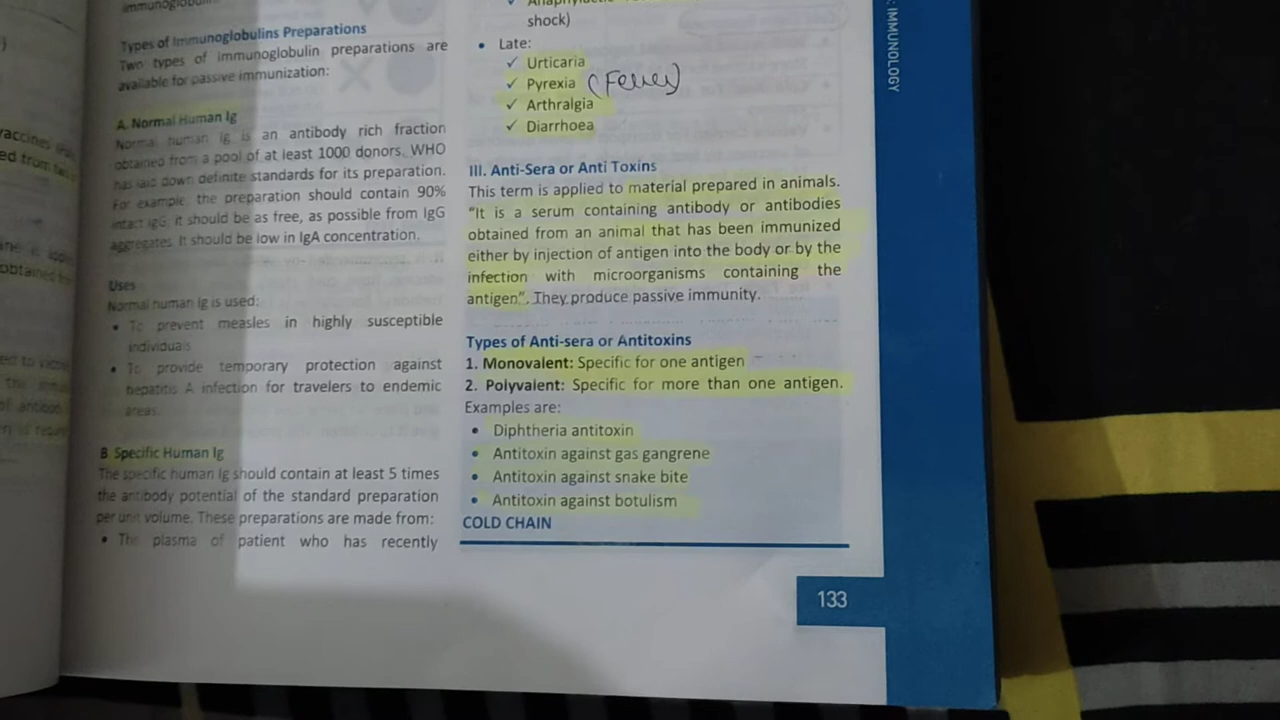 Types of Immunoglobulins Preparations
Two types of immunoglobulin preparations are
available for passive immunization:
A. Normal Human Ig
Normal human Ig is an antibody rich fraction
obtained from a pool of at least 1000 donors. WHO
has laid down definite standards for its preparation.
For example, the preparation should contain 90%
intact IgG; it should be as free, as possible from IgG
aggregates. It should be low in IgA concentration.
Uses
Normal human Ig is used:
• To prevent measles in highly susceptible
individuals
• To provide temporary protection against
hepatitis A infection for travelers to endemic
areas.
B. Specific Human Ig
The specific human Ig should contain at least 5 times
the antibody potential of the standard preparation
per unit volume. These preparations are made from:
• The plasma of patient who has recently
shock)
• Late:
✓ Urticaria
✓ Pyrexia (Fever)
✓ Arthralgia
✓ Diarrhoea
III. Anti-Sera or Anti Toxins
This term is applied to material prepared in animals.
"It is a serum containing antibody or antibodies
obtained from an animal that has been immunized
either by injection of antigen into the body or by the
infection with microorganisms containing the
antigen". They produce passive immunity.
Types of Anti-sera or Antitoxins
1. Monovalent: Specific for one antigen
2. Polyvalent: Specific for more than one antigen.
Examples are:
• Diphtheria antitoxin
• Antitoxin against gas gangrene
• Antitoxin against snake bite
• Antitoxin against botulism
COLD CHAIN
133
: IMMUNOLOGY